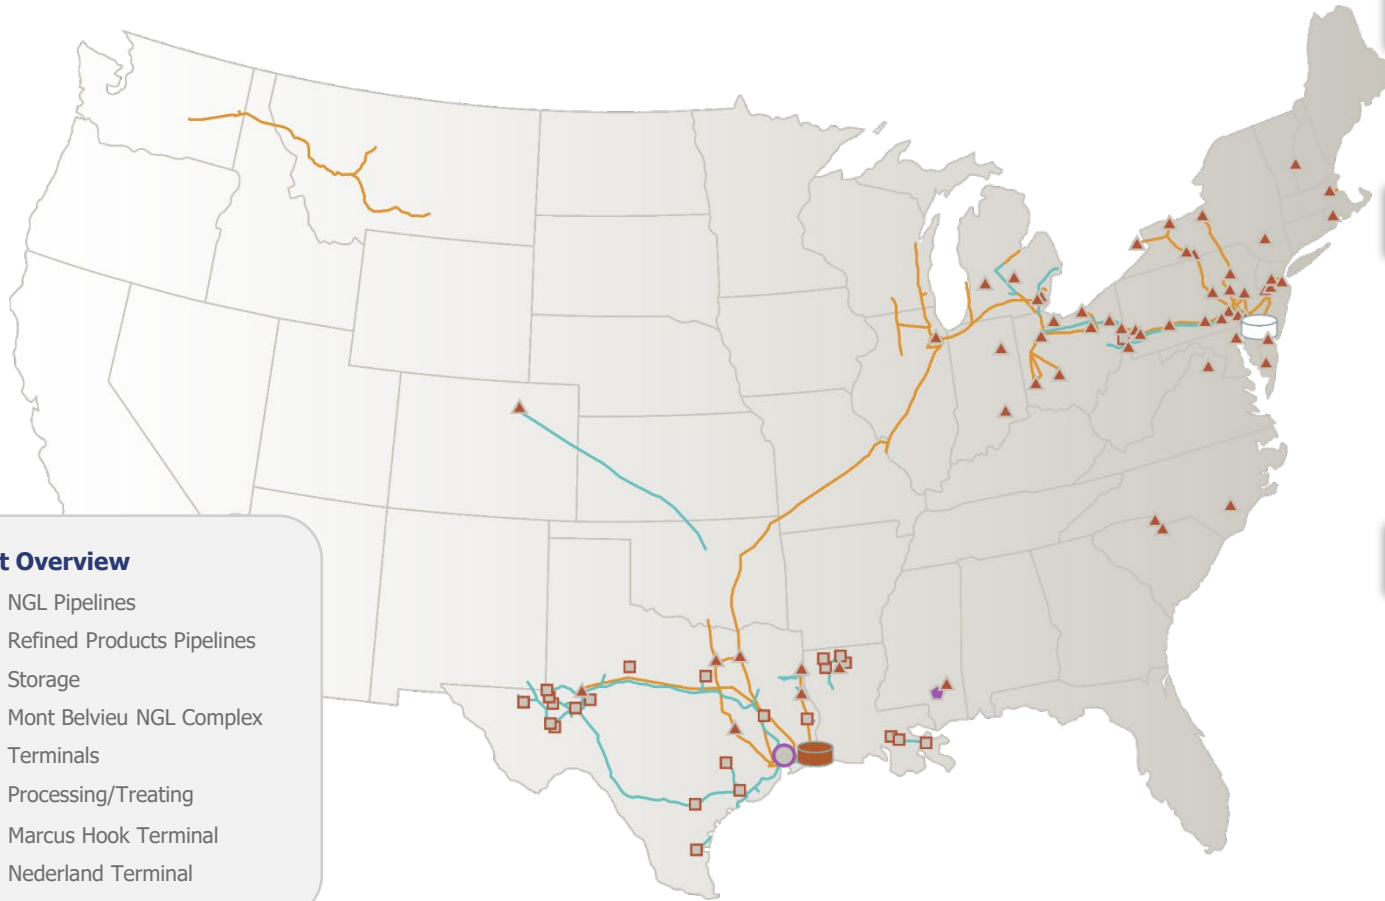 t Overview
NGL Pipelines
Refined Products Pipelines
Storage
Mont Belvieu NGL Complex
Terminals
Processing/Treating
Marcus Hook Terminal
Nederland Terminal